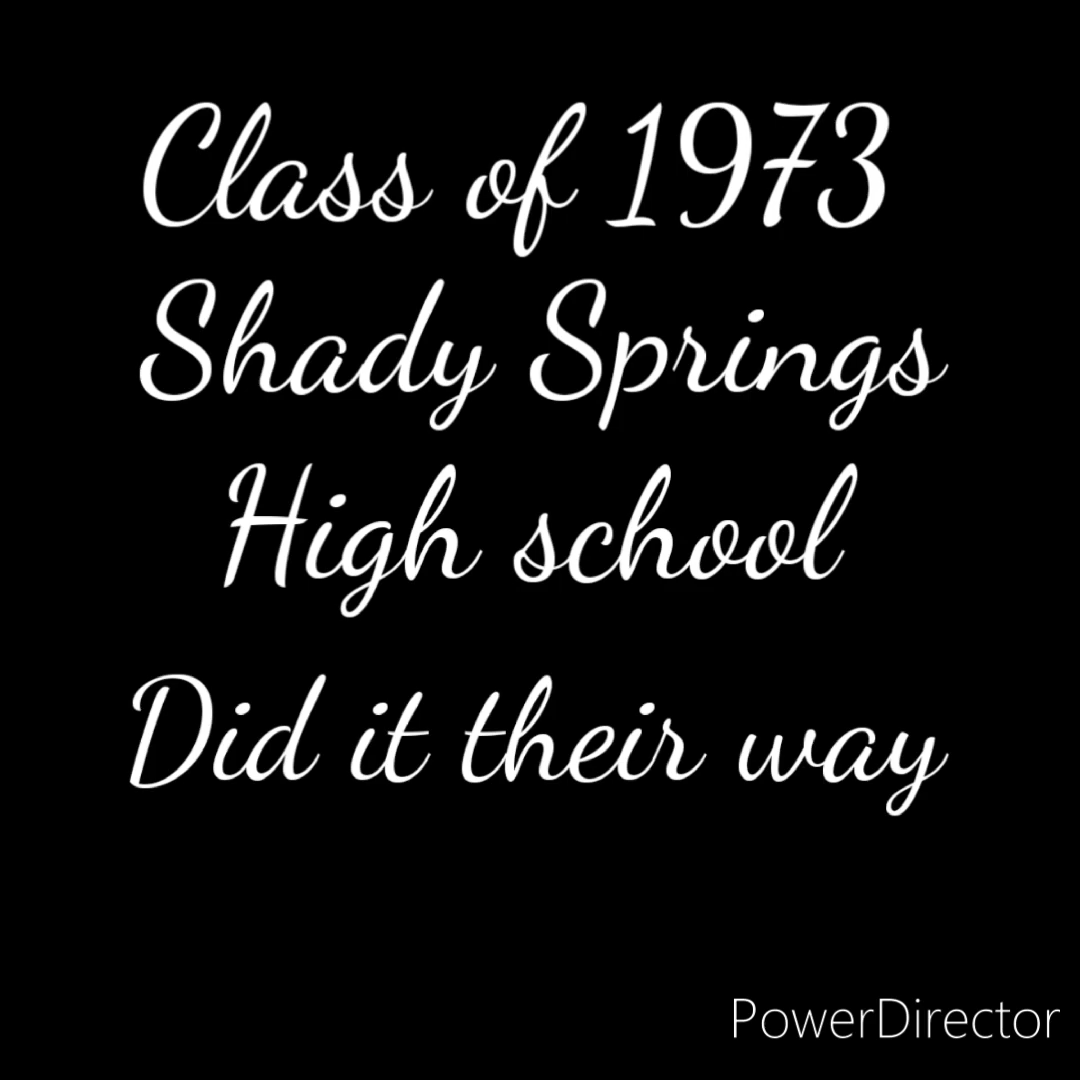 Class of 1973
Shady Springs
High school
Did it their way
PowerDirector